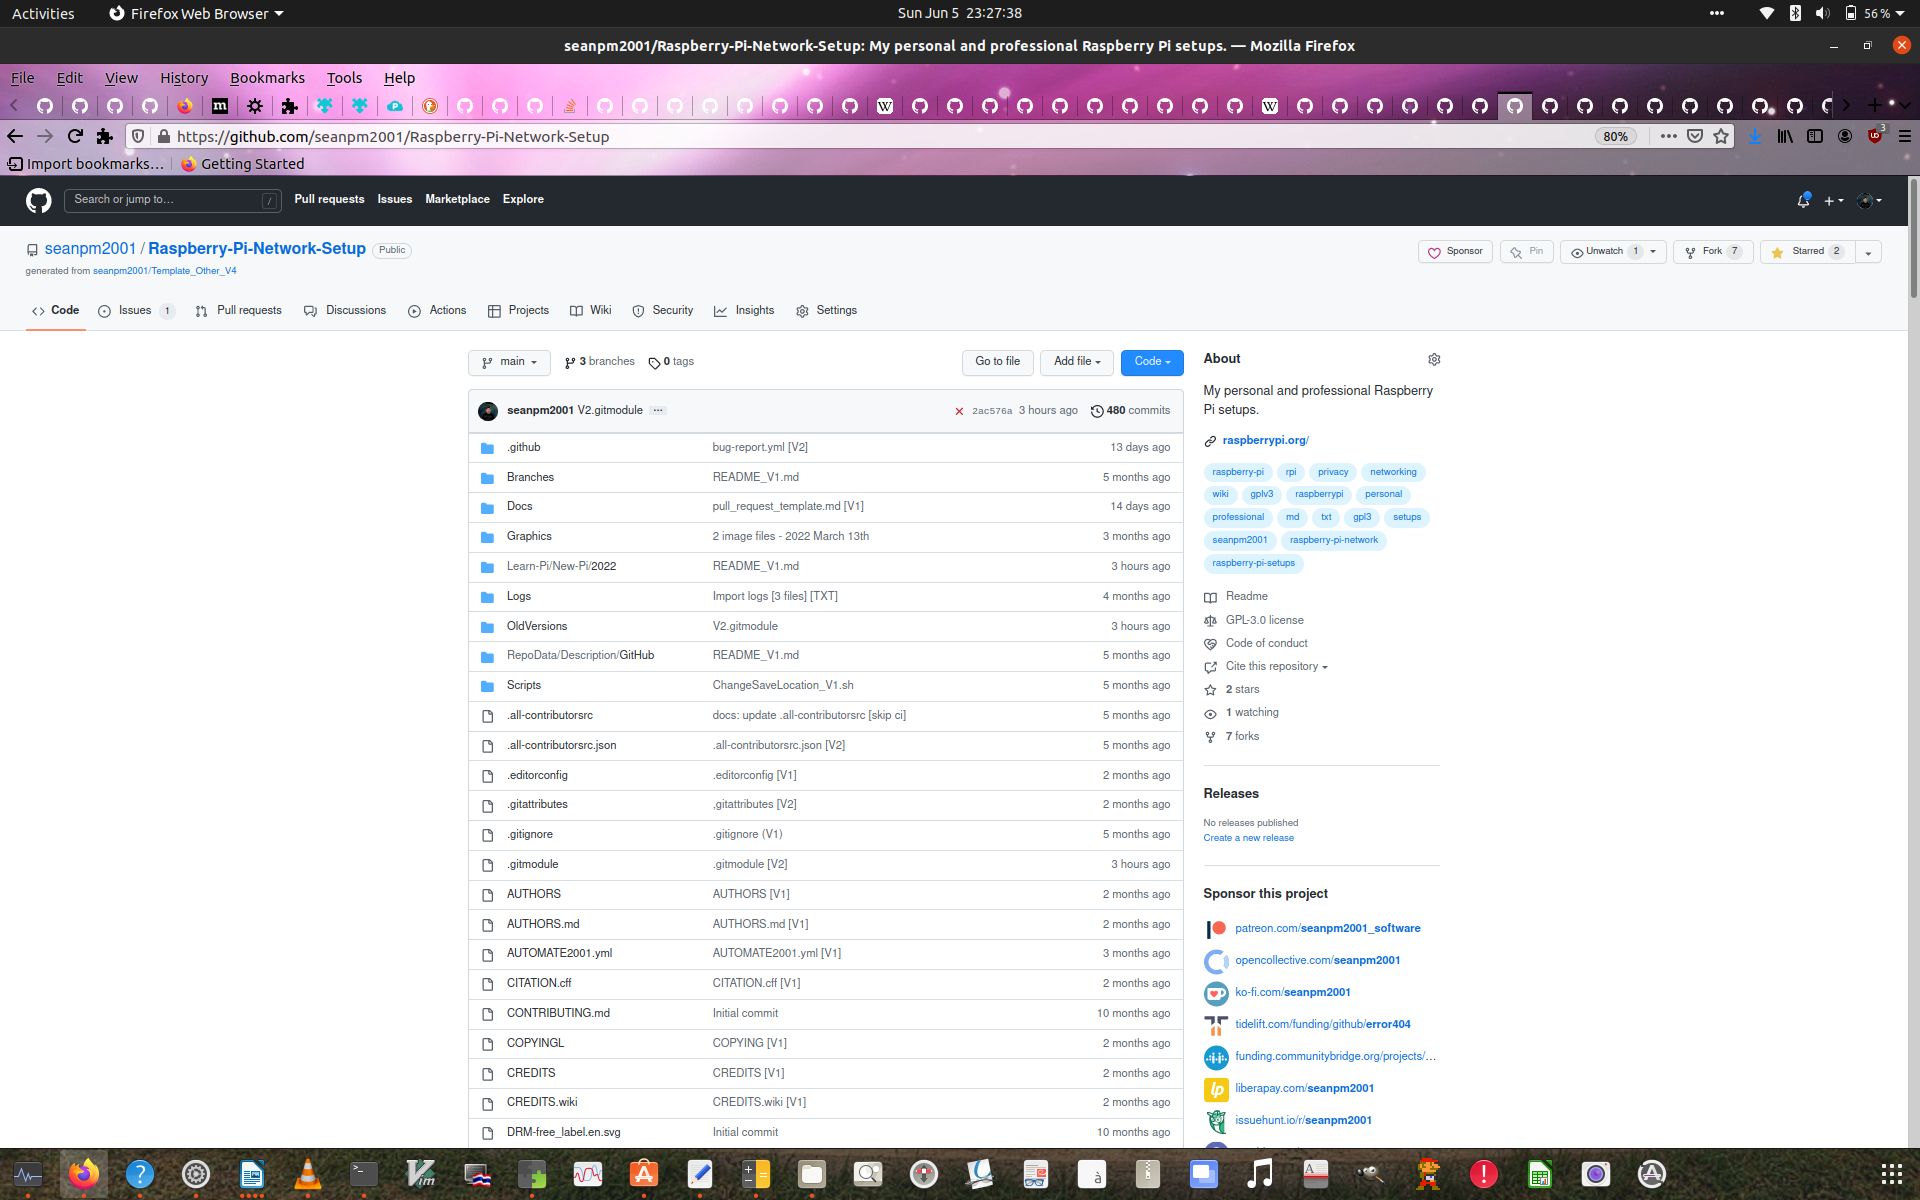 Activities Firefox Web Browser Sun Jun 5 23:27:38 56 %
seanpm2001/Raspberry-Pi-Network-Setup: My personal and professional Raspberry Pi setups. — Mozilla Firefox
File Edit View History Bookmarks Tools Help
https://github.com/seanpm2001/Raspberry-Pi-Network-Setup 80% 3
Import bookmarks… Getting Started
Search or jump to… / Pull requests Issues Marketplace Explore
seanpm2001 / Raspberry-Pi-Network-Setup Public
Sponsor Pin Unwatch 1 Fork 7 Starred 2
generated from seanpm2001/Template_Other_V4
Code Issues 1 Pull requests Discussions Actions Projects Wiki Insights Security Settings
main 3 branches 0 tags Go to file Add file Code
seanpm2001 V2.gitmodule ... 2ac576a 3 hours ago 480 commits
.github bug-report.yml [V2] 13 days ago
Branches README_V1.md 5 months ago
Docs pull_request_template.md [V1] 14 days ago
Graphics 2 image files - 2022 March 13th 3 months ago
Learn-Pi/New-Pi/2022 README_V1.md 3 hours ago
Logs Import logs [3 files] [TXT] 4 months ago
OldVersions V2.gitmodule 3 hours ago
RepoData/Description/GitHub README_V1.md 5 months ago
Scripts ChangeSaveLocation_V1.sh 5 months ago
.all-contributorsrc docs: update .all-contributorsrc [skip ci] 5 months ago
.all-contributorsrc.json .all-contributorsrc.json [V2] 5 months ago
.editorconfig .editorconfig [V1] 2 months ago
.gitattributes ,gitattributes [V2] 2 months ago
.gitignore .gitignore (V1) 5 months ago
.gitmodule .gitmodule [V2] 3 hours ago
AUTHORS AUTHORS [V1] 2 months ago
AUTHORS.md AUTHORS.md [V1] 2 months ago
AUTOMATE2001.yml AUTOMATE2001.yml [V1] 3 months ago
CITATION.cff CITATION.cff [V1] 2 months ago
CONTRIBUTING.md Initial commit 10 months ago
COPYINGL COPYING [V1] 2 months ago
CREDITS CREDITS [V1] 2 months ago
CREDITS.wiki CREDITS.wiki [V1] 2 months ago
DRM-free_label.en.svg Initial commit 10 months ago
About
My personal and professional Raspberry
Pi setups.
raspberrypi.org/
raspberry-pi rpi privacy networking
wiki gplv3 raspberrypi personal
professional md txt gpl3 setups
seanpm2001 raspberry-pi-network
raspberry-pi-setups
Readme
GPL-3.0 license
Code of conduct
Cite this repository
2 stars
1 watching
7 forks
Releases
No releases published
Create a new release
Sponsor this project
patreon.com/seanpm2001_software
opencollective.com/seanpm2001
ko-fi.com/seanpm2001
tidelift.com/funding/github/error404
funding.communitybridge.org/projects/…
liberapay.com/seanpm2001
issuehunt.io/r/seanpm2001